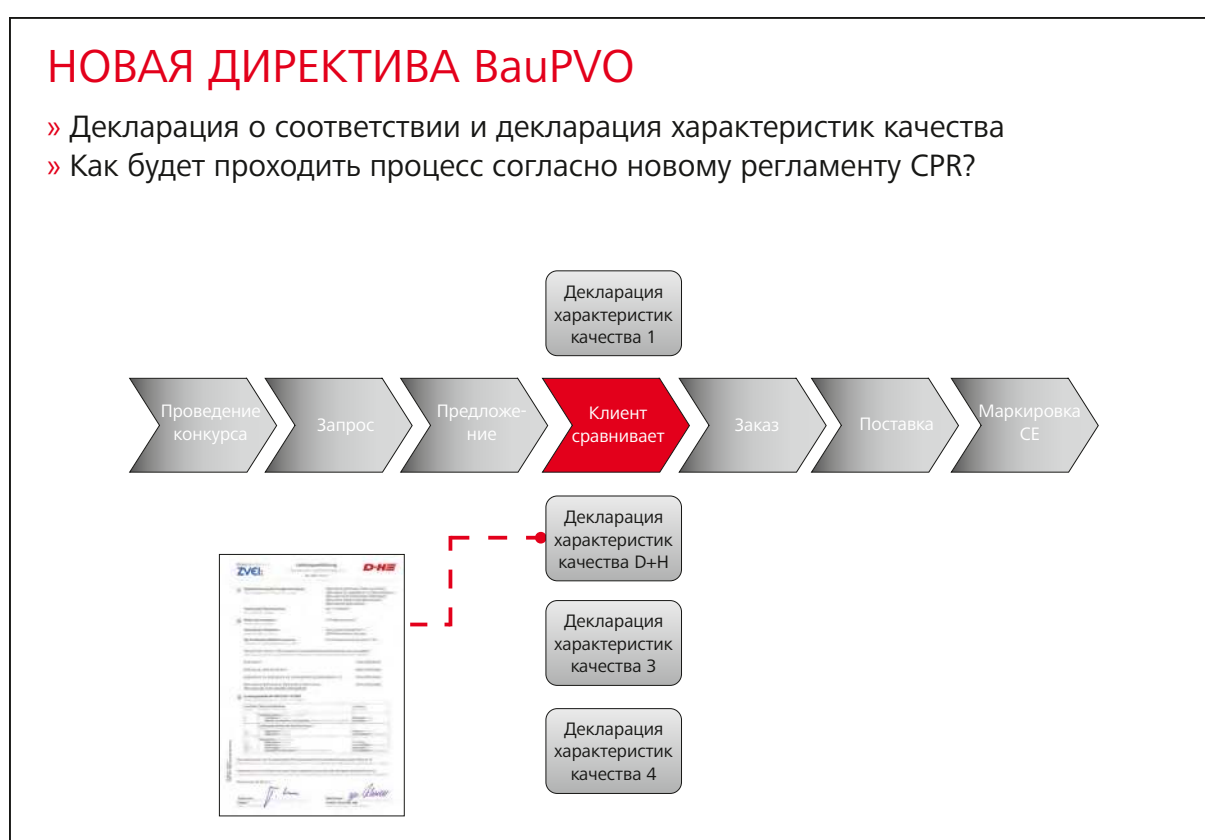 НОВАЯ ДИРЕКТИВА BauPVO
» Декларация о соответствии и декларация характеристик качества
» Как будет проходить процесс согласно новому регламенту CPR?
Декларация
характеристик
качества 1
Проведение
конкурса
Запрос
Предложе-
ние
Клиент
сравнивает
Заказ
Поставка
Маркировка
CE
Декларация
характеристик
качества D+H
Декларация
характеристик
качества 3
Декларация
характеристик
качества 4
ZVEI:
D+H